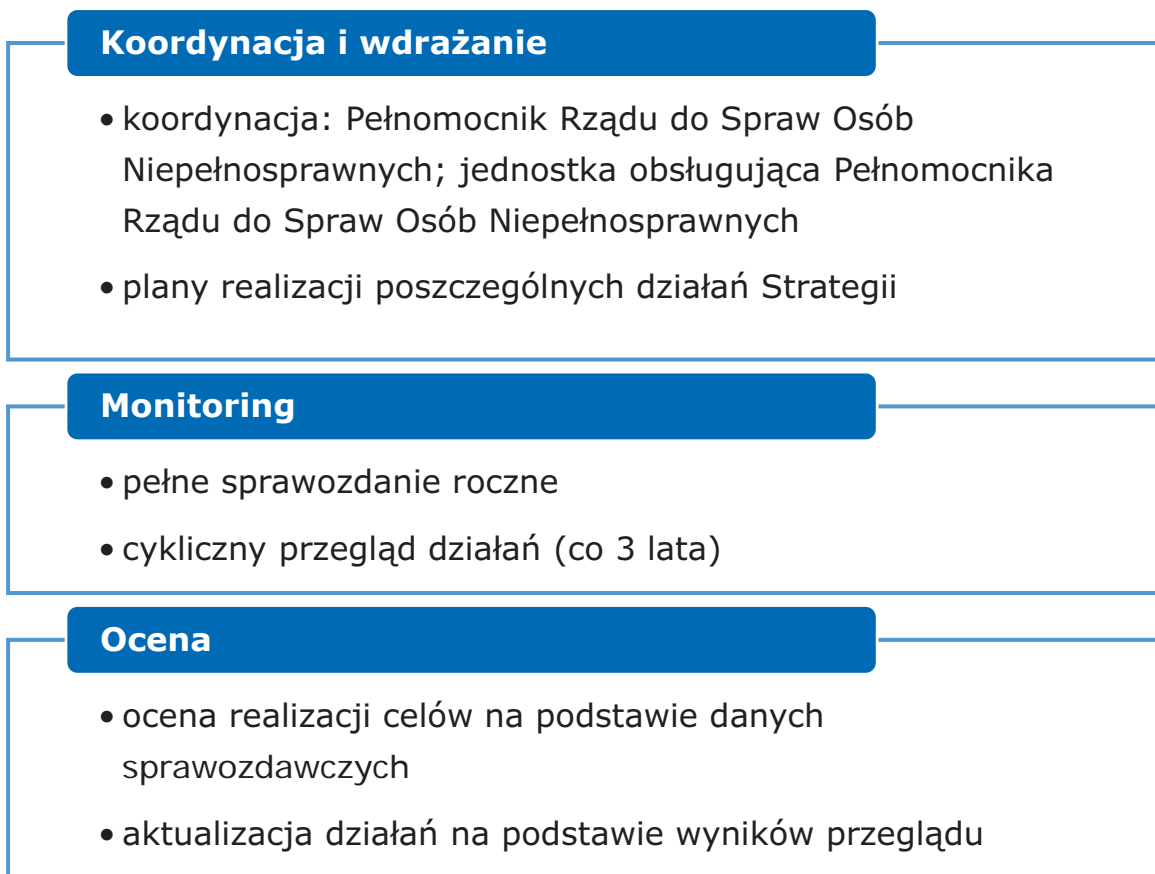 Koordynacja i wdrażanie
• koordynacja: Pełnomocnik Rządu do Spraw Osób
Niepełnosprawnych; jednostka obsługująca Pełnomocnika
Rządu do Spraw Osób Niepełnosprawnych
• plany realizacji poszczególnych działań Strategii
Monitoring
• pełne sprawozdanie roczne
• cykliczny przegląd działań (co 3 lata)
Ocena
• ocena realizacji celów na podstawie danych
sprawozdawczych
• aktualizacja działań na podstawie wyników przeglądu